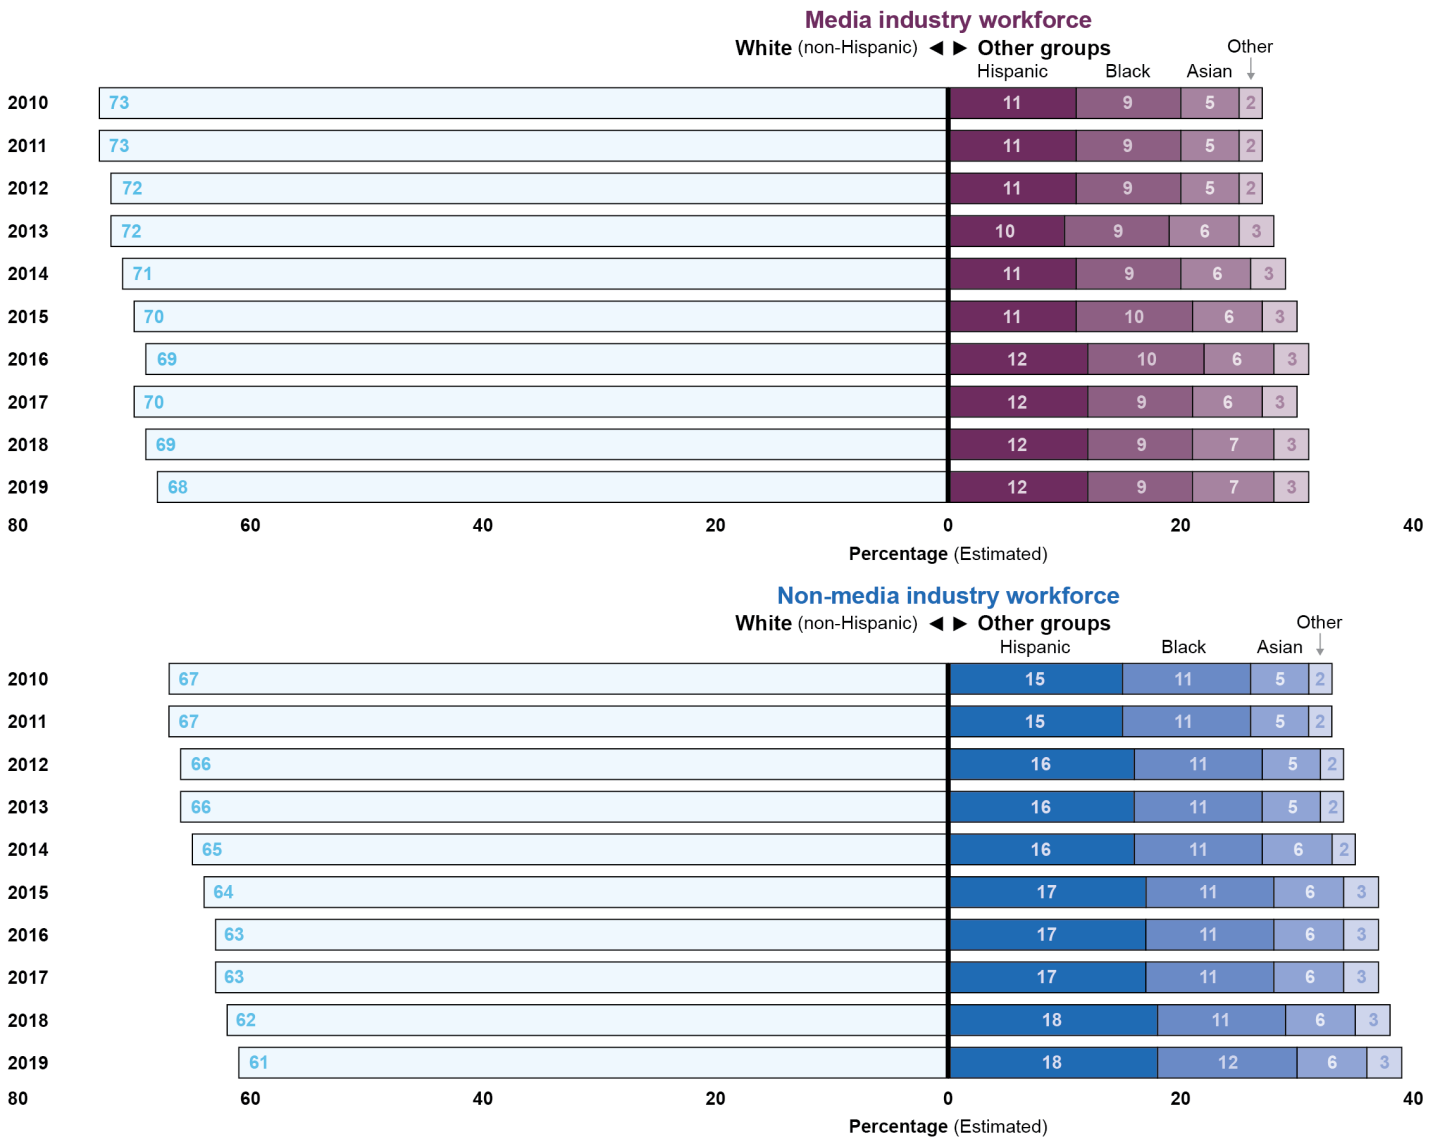 Media industry workforce
White (non-Hispanic) ◀ ▶ Other groups Other
Hispanic Black Asian
2010 73 11 9 5 2
2011 73 11 9 5 2
2012 72 11 9 5 2
2013 72 10 9 6 3
2014 71 11 9 6 3
2015 70 11 10 6 3
2016 69 12 10 6 3
2017 70 12 9 6 3
2018 69 12 9 7 3
2019 68 12 9 7 3
80 60 40 20 0 20 40
Percentage (Estimated)
Non-media industry workforce
White (non-Hispanic) ◀ ▶ Other groups Other
Hispanic Black Asian
2010 67 15 11 5 2
2011 67 15 11 5 2
2012 66 16 11 5 2
2013 66 16 11 5 2
2014 65 16 11 6 2
2015 64 17 11 6 3
2016 63 17 11 6 3
2017 63 17 11 6 3
2018 62 18 11 6 3
2019 61 18 12 6 3
80 60 40 20 0 20 40
Percentage (Estimated)